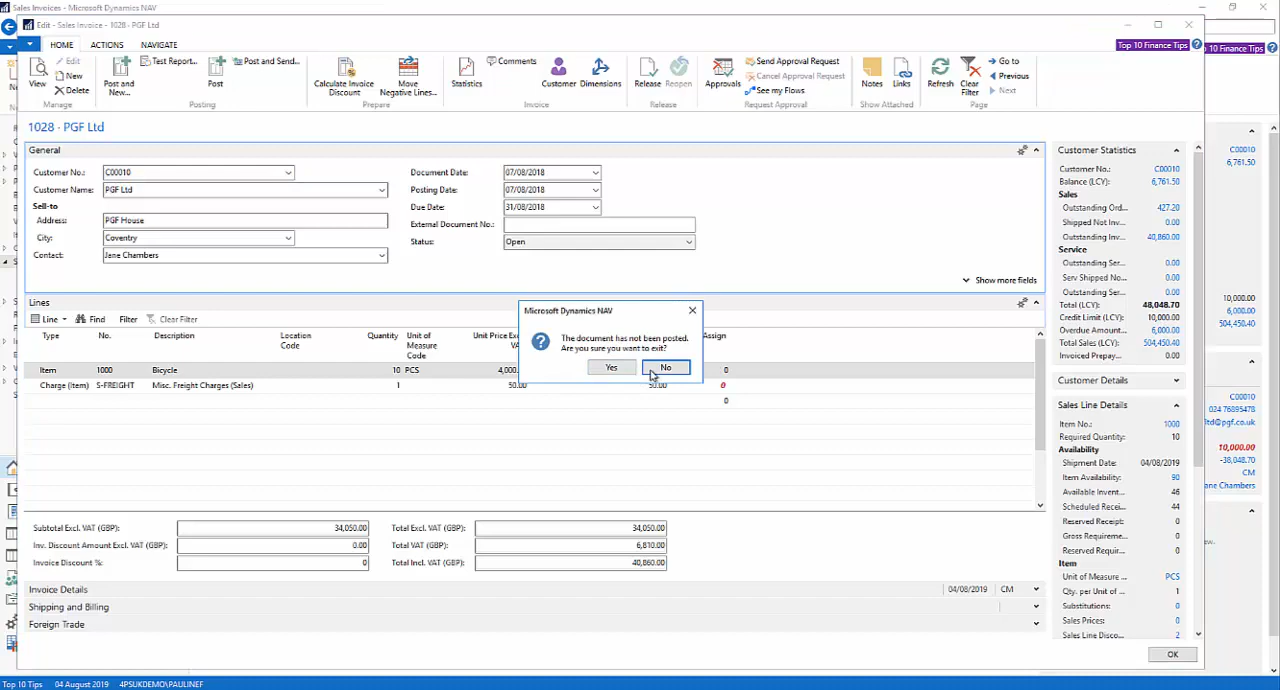 Sales Invoices - Microsoft Dynamics NAV
Edit - Sales Invoice - 1028 · PGF Ltd
HOME ACTIONS NAVIGATE
Top 10 Finance Tips
10 Finance Tips
View
Edit
New
Delete
Manage
Post and New...
Test Report...
Post
Post and Send...
Posting
Calculate Invoice Discount
Move Negative Lines...
Prepare
Statistics
Comments
Customer
Dimensions
Invoice
Release
Reopen
Release
Approvals
Send Approval Request
Cancel Approval Request
See my Flows
Request Approval
Notes
Links
Show Attached
Refresh
Clear Filter
Go to
Previous
Next
Page
1028 · PGF Ltd
General
Customer No.: C00010
Customer Name: PGF Ltd
Sell-to
Address: PGF House
City: Coventry
Contact: Jane Chambers
Document Date: 07/08/2018
Posting Date: 07/08/2018
Due Date: 31/08/2018
External Document No.:
Status: Open
Show more fields
Lines
Line Find Filter Clear Filter
Type No. Description Location Code Quantity Unit of Measure Code Unit Price Ex Assign
Item 1000 Bicycle 10 PCS 4,000. 0
Charge (Item) S-FREIGHT Misc. Freight Charges (Sales) 1 50.00 50.00 0
0
Microsoft Dynamics NAV
The document has not been posted.
Are you sure you want to exit?
Yes No
Subtotal Excl. VAT (GBP): 34,050.00 Total Excl. VAT (GBP): 34,050.00
Inv. Discount Amount Excl. VAT (GBP): 0.00 Total VAT (GBP): 6,810.00
Invoice Discount %: 0 Total Incl. VAT (GBP): 40,860.00
Invoice Details 04/08/2019 CM
Shipping and Billing
Foreign Trade
Customer Statistics
Customer No.: C00010
Balance (LCY): 6,761.50
Sales
Outstanding Ord... 427.20
Shipped Not Inv... 0.00
Outstanding Inv... 40,860.00
Service
Outstanding Ser... 0.00
Serv Shipped No... 0.00
Outstanding Ser... 0.00
Total (LCY): 48,048.70
Credit Limit (LCY): 10,000.00
Overdue Amount... 6,000.00
Total Sales (LCY): 504,450.40
Invoiced Prepay... 0.00
Customer Details
Sales Line Details
Item No.: 1000
Required Quantity: 10
Availability
Shipment Date: 04/08/2019
Item Availability: 90
Available Invent... 46
Scheduled Recei... 44
Reserved Receipt: 0
Gross Requireme... 0
Reserved Requir... 0
Item
Unit of Measure ... PCS
Qty. per Unit of ... 1
Substitutions: 0
Sales Prices: 0
Sales Line Disco... 2
OK
C00010
6,761.50
10,000.00
6,000.00
504,450.40
C00010
024 76895478
ltd@pgf.co.uk
10,000.00
-38,048.70
CM
Jane Chambers
Top 10 Tips 04 August 2019 4PSUKDEMO\PAULINEF